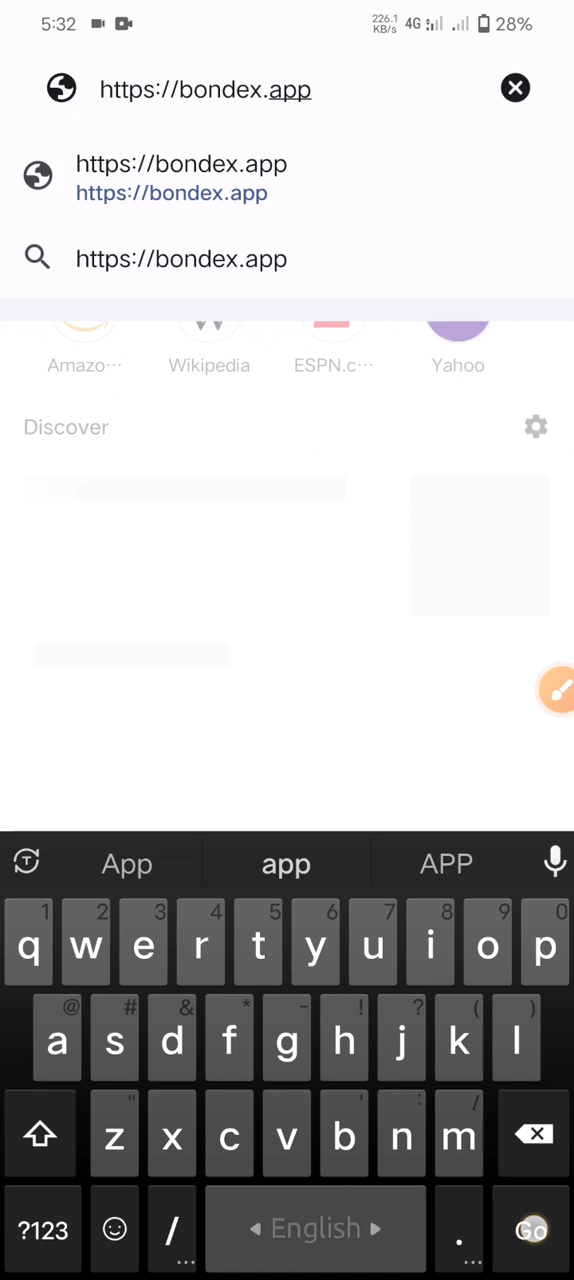 5:32 226.1 KB/s 4G 28%
https://bondex.app
https://bondex.app
https://bondex.app
https://bondex.app
Amazo··· Wikipedia ESPN.c··· Yahoo
Discover
App app APP
1 2 3 4 5 6 7 8 9 0
q w e r t y u i o p
@ # & * - ! ? ( )
a s d f g h j k l
" ' : /
z x c v b n m
?123 / English . Go